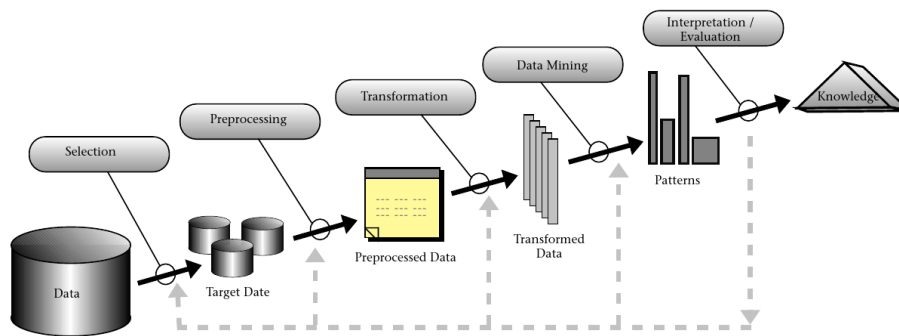 Interpretation /
Evaluation
Data Mining
Transformation
Preprocessing
Selection
Knowledge
Patterns
Transformed
Data
Preprocessed Data
Target Date
Data